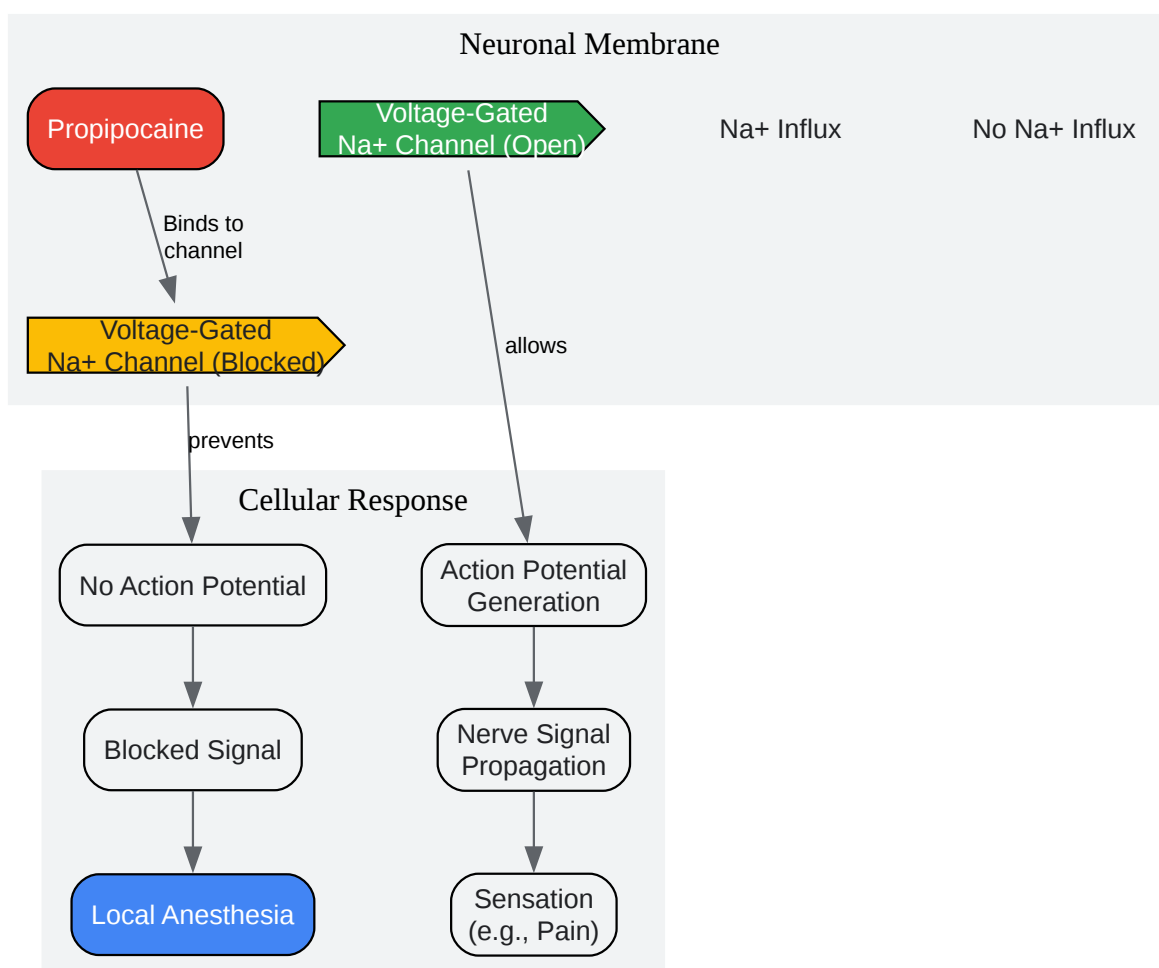 Neuronal Membrane
Propipocaine
Voltage-Gated
Na+ Channel (Open)
Na+ Influx
No Na+ Influx
Binds to
channel
Voltage-Gated
Na+ Channel (Blocked)
allows
prevents
Cellular Response
No Action Potential
Action Potential
Generation
Blocked Signal
Nerve Signal
Propagation
Local Anesthesia
Sensation
(e.g., Pain)